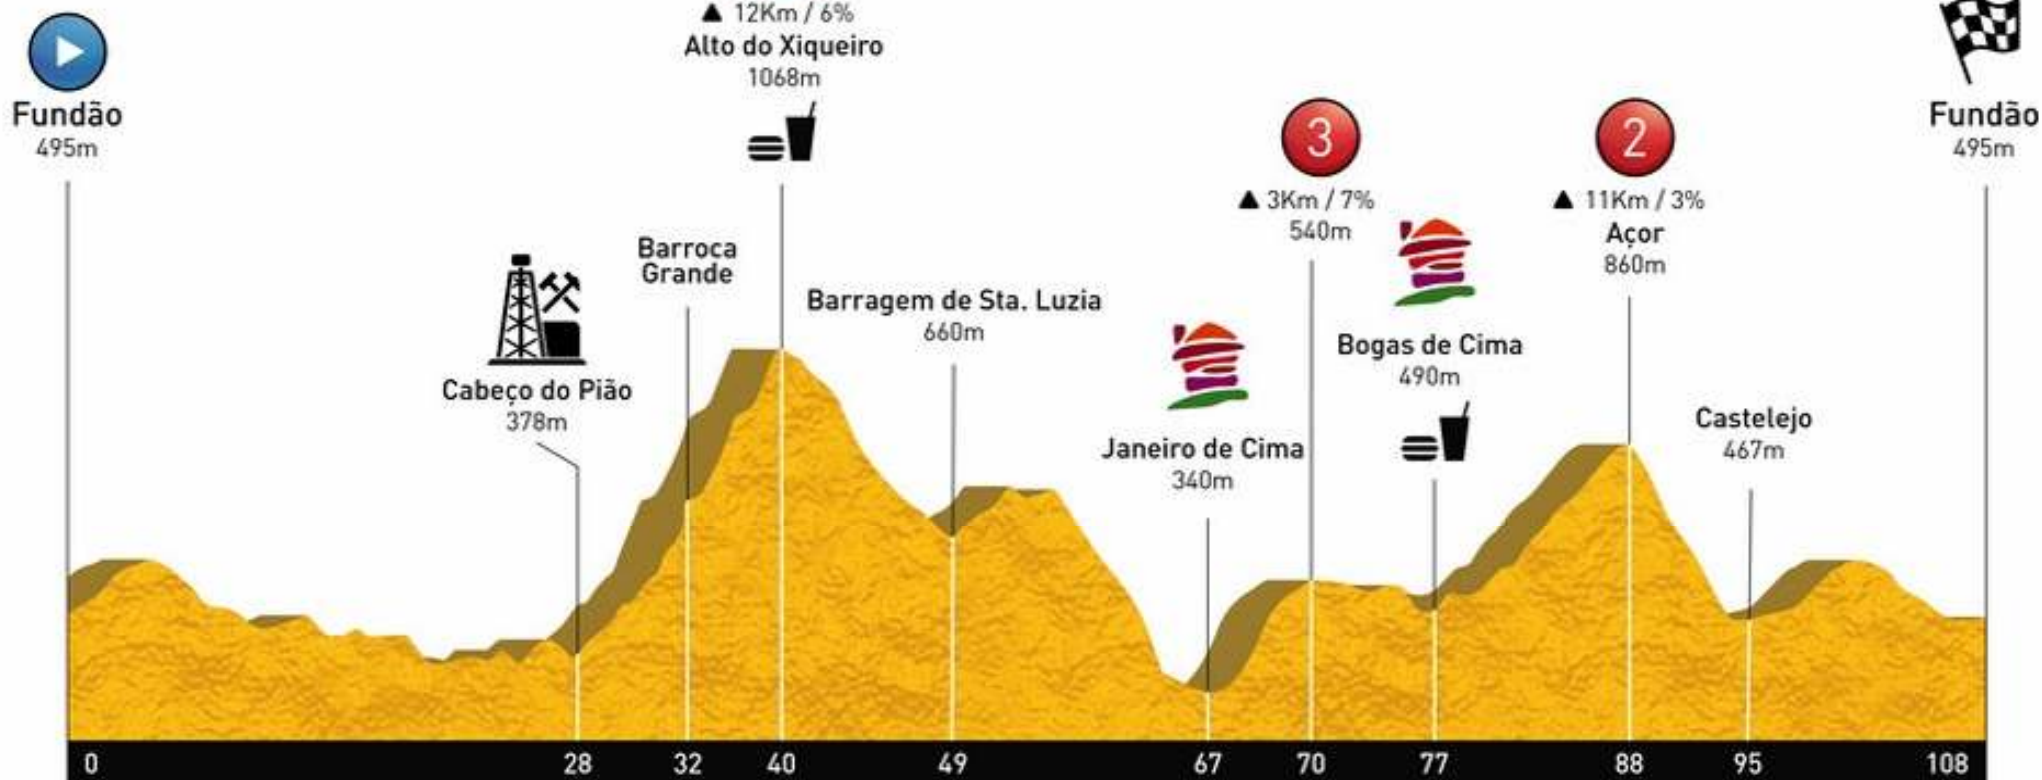 Fundão
495m
▲ 12Km / 6%
Alto do Xiqueiro
1068m
Cabeço do Pião
378m
Barroca
Grande
Barragem de Sta. Luzia
660m
Janeiro de Cima
340m
3
▲ 3Km / 7%
540m
Bogas de Cima
490m
2
▲ 11Km / 3%
Açor
860m
Castelejo
467m
Fundão
495m
0 28 32 40 49 67 70 77 88 95 108